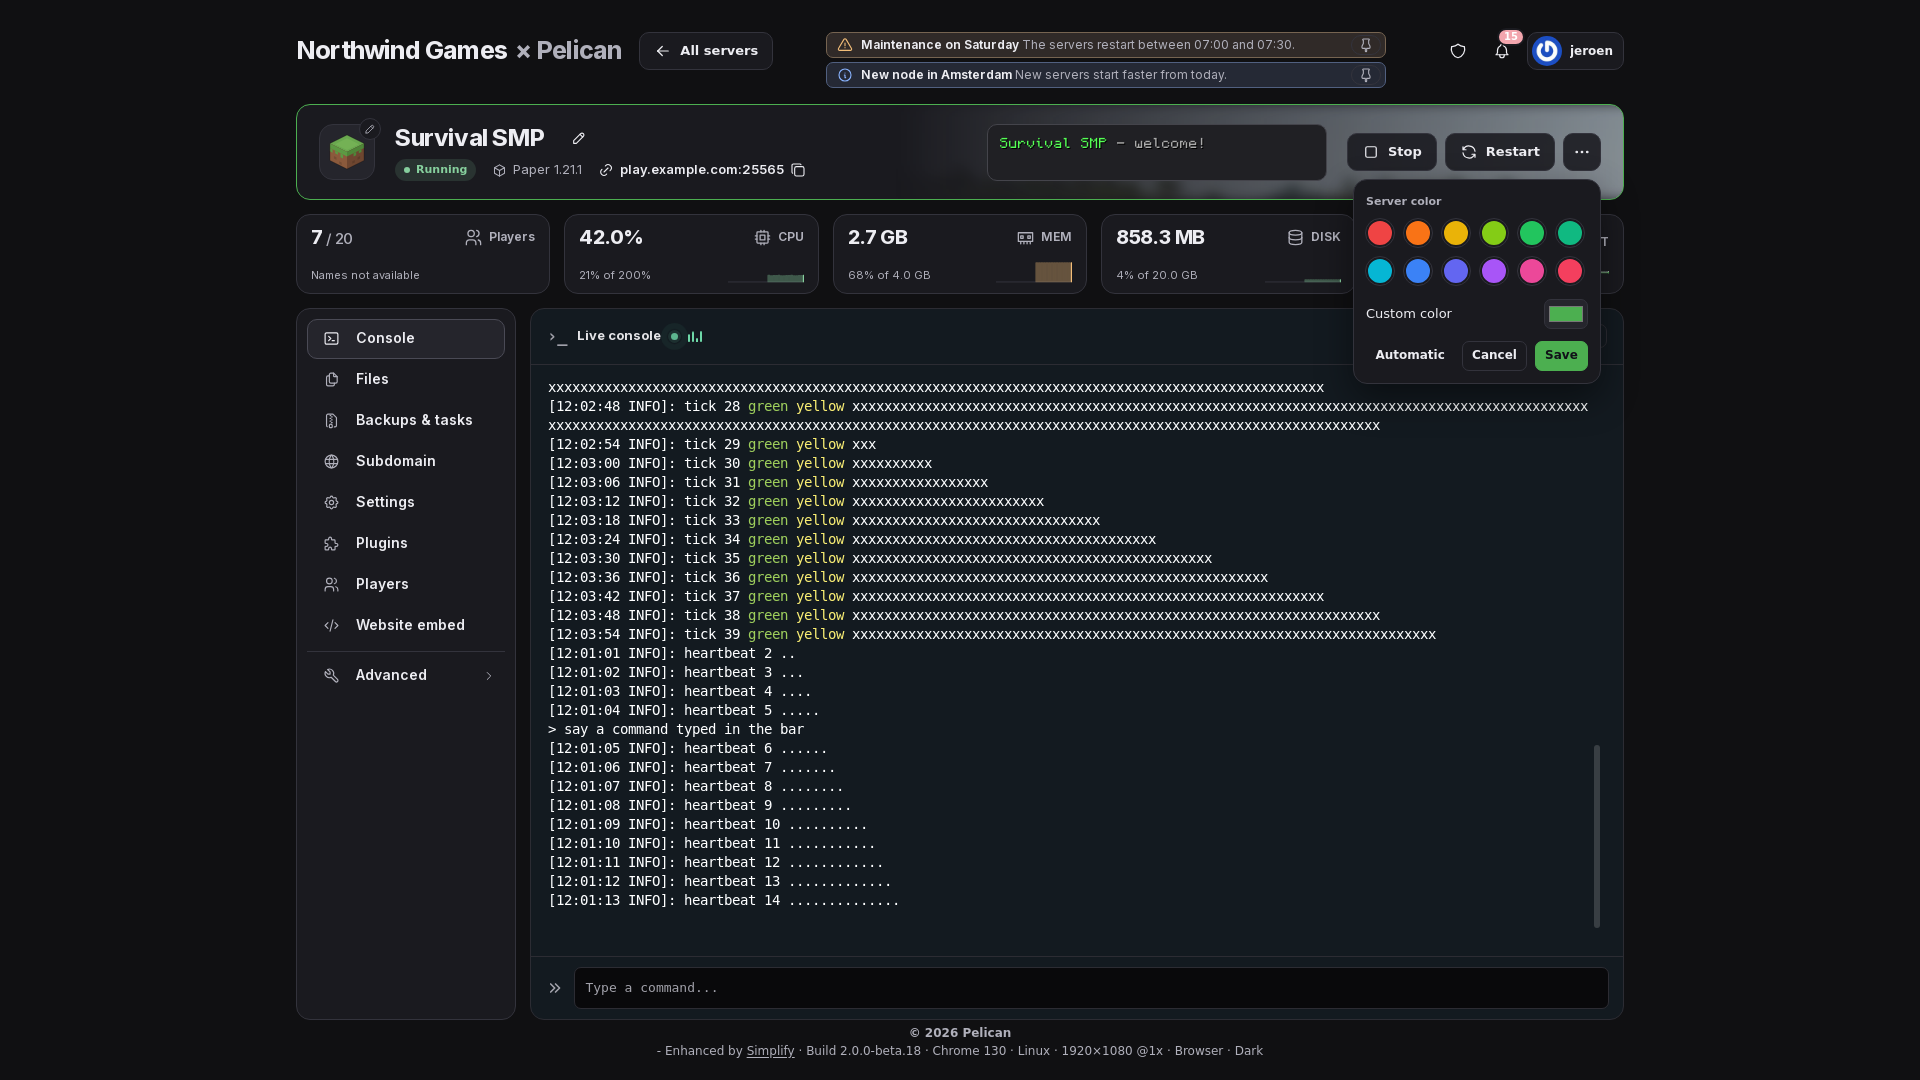 Northwind Games × Pelican
All servers
Maintenance on Saturday The servers restart between 07:00 and 07:30.
New node in Amsterdam New servers start faster from today.
15
jeroen
Survival SMP
Running
Paper 1.21.1
play.example.com:25565
Survival SMP - welcome!
Stop
Restart
7 / 20
Players
Names not available
42.0%
CPU
21% of 200%
2.7 GB
MEM
68% of 4.0 GB
858.3 MB
DISK
4% of 20.0 GB
T
Server color
Custom color
Automatic
Cancel
Save
Console
Files
Backups & tasks
Subdomain
Settings
Plugins
Players
Website embed
Advanced
>_ Live console
[12:02:48 INFO]: tick 28 green yellow
[12:02:54 INFO]: tick 29 green yellow xxx
[12:03:00 INFO]: tick 30 green yellow xxxxxxxxxx
[12:03:06 INFO]: tick 31 green yellow xxxxxxxxxxxxxxxxx
[12:03:12 INFO]: tick 32 green yellow xxxxxxxxxxxxxxxxxxxxxxxx
[12:03:18 INFO]: tick 33 green yellow xxxxxxxxxxxxxxxxxxxxxxxxxxxxxxx
[12:03:24 INFO]: tick 34 green yellow xxxxxxxxxxxxxxxxxxxxxxxxxxxxxxxxxxxxxx
[12:03:30 INFO]: tick 35 green yellow xxxxxxxxxxxxxxxxxxxxxxxxxxxxxxxxxxxxxxxxxxxxx
[12:03:36 INFO]: tick 36 green yellow xxxxxxxxxxxxxxxxxxxxxxxxxxxxxxxxxxxxxxxxxxxxxxxxxxxx
[12:03:42 INFO]: tick 37 green yellow xxxxxxxxxxxxxxxxxxxxxxxxxxxxxxxxxxxxxxxxxxxxxxxxxxxxxxxxxxx
[12:03:48 INFO]: tick 38 green yellow xxxxxxxxxxxxxxxxxxxxxxxxxxxxxxxxxxxxxxxxxxxxxxxxxxxxxxxxxxxxxxxxxx
[12:03:54 INFO]: tick 39 green yellow xxxxxxxxxxxxxxxxxxxxxxxxxxxxxxxxxxxxxxxxxxxxxxxxxxxxxxxxxxxxxxxxxxxxxxxxx
[12:01:01 INFO]: heartbeat 2 ..
[12:01:02 INFO]: heartbeat 3 ...
[12:01:03 INFO]: heartbeat 4 ....
[12:01:04 INFO]: heartbeat 5 .....
> say a command typed in the bar
[12:01:05 INFO]: heartbeat 6 ......
[12:01:06 INFO]: heartbeat 7 .......
[12:01:07 INFO]: heartbeat 8 ........
[12:01:08 INFO]: heartbeat 9 .........
[12:01:09 INFO]: heartbeat 10 ..........
[12:01:10 INFO]: heartbeat 11 ...........
[12:01:11 INFO]: heartbeat 12 ............
[12:01:12 INFO]: heartbeat 13 .............
[12:01:13 INFO]: heartbeat 14 ..............
Type a command...
© 2026 Pelican
- Enhanced by Simplify · Build 2.0.0-beta.18 · Chrome 130 · Linux · 1920×1080 @1x · Browser · Dark